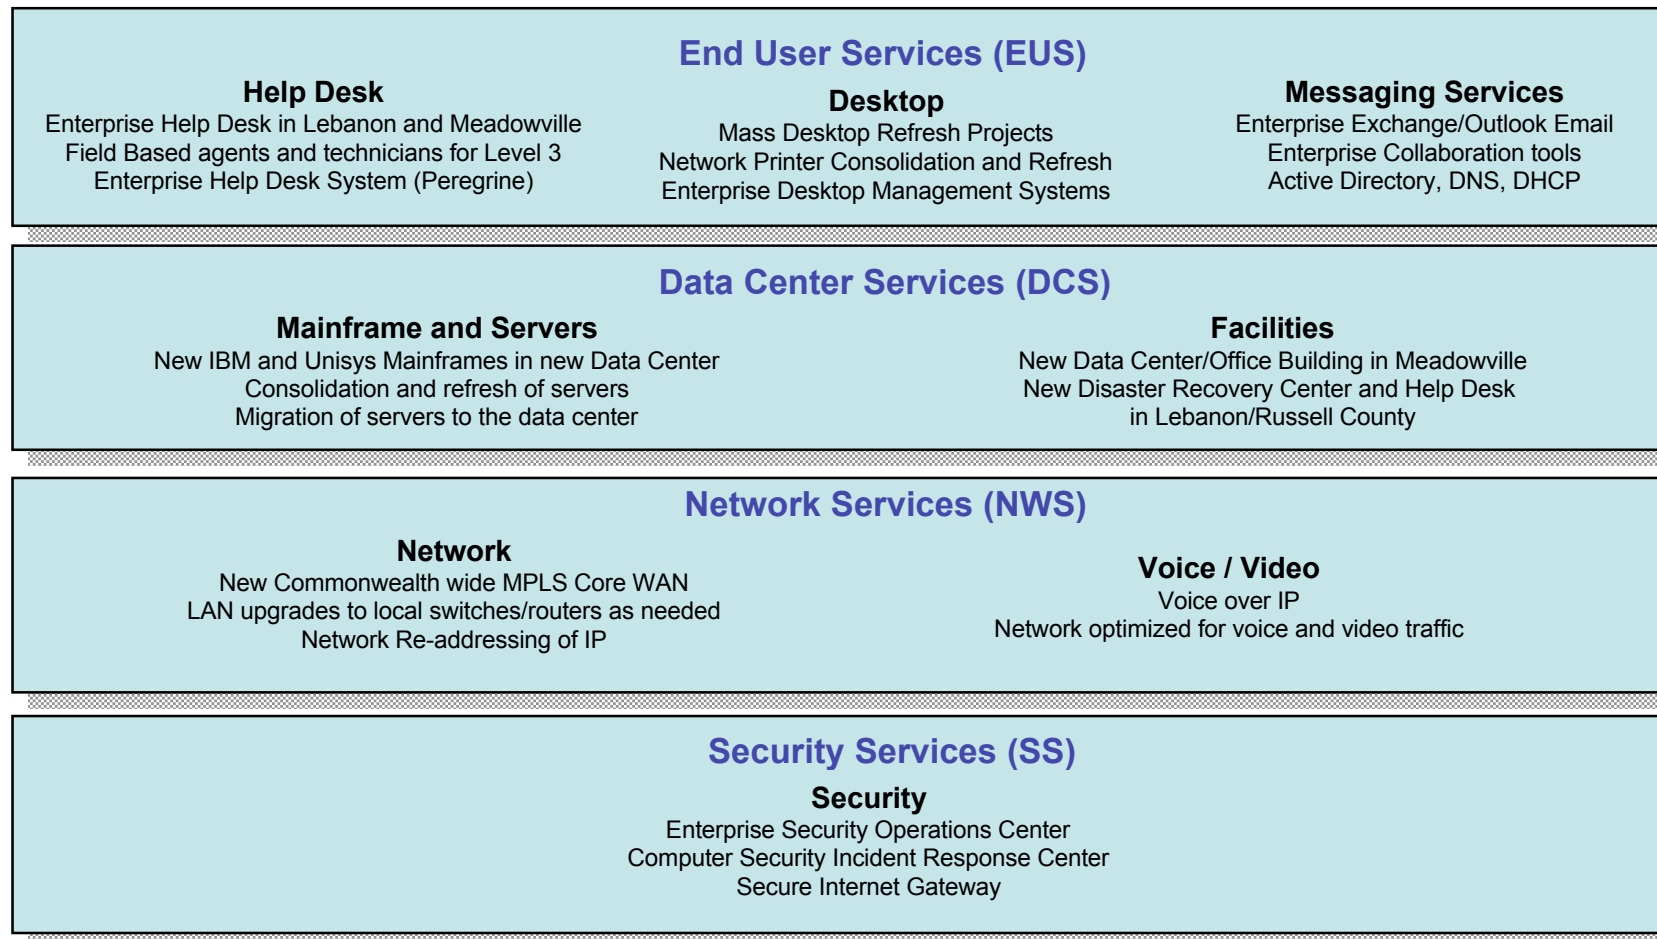 End User Services (EUS)
Help Desk
Enterprise Help Desk in Lebanon and Meadowville
Field Based agents and technicians for Level 3
Enterprise Help Desk System (Peregrine)
Desktop
Mass Desktop Refresh Projects
Network Printer Consolidation and Refresh
Enterprise Desktop Management Systems
Messaging Services
Enterprise Exchange/Outlook Email
Enterprise Collaboration tools
Active Directory, DNS, DHCP
Data Center Services (DCS)
Mainframe and Servers
New IBM and Unisys Mainframes in new Data Center
Consolidation and refresh of servers
Migration of servers to the data center
Facilities
New Data Center/Office Building in Meadowville
New Disaster Recovery Center and Help Desk
in Lebanon/Russell County
Network Services (NWS)
Network
New Commonwealth wide MPLS Core WAN
LAN upgrades to local switches/routers as needed
Network Re-addressing of IP
Voice / Video
Voice over IP
Network optimized for voice and video traffic
Security Services (SS)
Security
Enterprise Security Operations Center
Computer Security Incident Response Center
Secure Internet Gateway